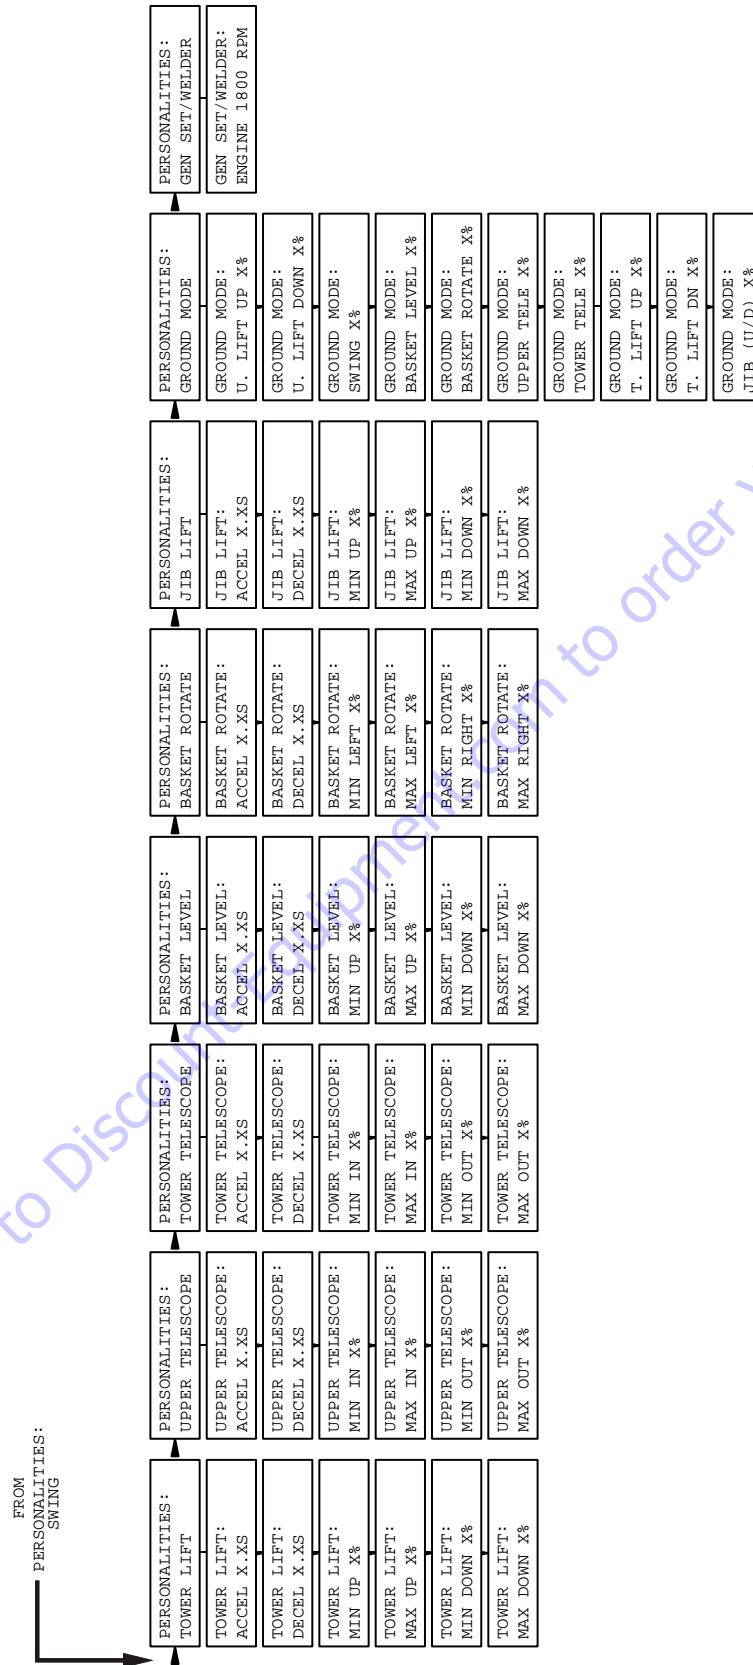 FROM
PERSONALITIES:
SWING
PERSONALITIES:
TOWER LIFT
TOWER LIFT:
ACCEL X.XS
TOWER LIFT:
DECEL X.XS
TOWER LIFT:
MIN UP X%
TOWER LIFT:
MAX UP X%
TOWER LIFT:
MIN DOWN X%
TOWER LIFT:
MAX DOWN X%
PERSONALITIES:
UPPER TELESCOPE
UPPER TELESCOPE:
ACCEL X.XS
UPPER TELESCOPE:
DECEL X.XS
UPPER TELESCOPE:
MIN IN X%
UPPER TELESCOPE:
MAX IN X%
UPPER TELESCOPE:
MIN OUT X%
UPPER TELESCOPE:
MAX OUT X%
PERSONALITIES:
TOWER TELESCOPE
TOWER TELESCOPE:
ACCEL X.XS
TOWER TELESCOPE:
DECEL X.XS
TOWER TELESCOPE:
MIN IN X%
TOWER TELESCOPE:
MAX IN X%
TOWER TELESCOPE:
MIN OUT X%
TOWER TELESCOPE:
MAX OUT X%
PERSONALITIES:
BASKET LEVEL
BASKET LEVEL:
ACCEL X.XS
BASKET LEVEL:
DECEL X.XS
BASKET LEVEL:
MIN UP X%
BASKET LEVEL:
MAX UP X%
BASKET LEVEL:
MIN DOWN X%
BASKET LEVEL:
MAX DOWN X%
PERSONALITIES:
BASKET ROTATE
BASKET ROTATE:
ACCEL X.XS
BASKET ROTATE:
DECEL X.XS
BASKET ROTATE:
MIN LEFT X%
BASKET ROTATE:
MAX LEFT X%
BASKET ROTATE:
MIN RIGHT X%
BASKET ROTATE:
MAX RIGHT X%
PERSONALITIES:
JIB LIFT
JIB LIFT:
ACCEL X.XS
JIB LIFT:
DECEL X.XS
JIB LIFT:
MIN UP X%
JIB LIFT:
MAX UP X%
JIB LIFT:
MIN DOWN X%
JIB LIFT:
MAX DOWN X%
PERSONALITIES:
GROUND MODE
GROUND MODE:
U. LIFT UP X%
GROUND MODE:
U. LIFT DOWN X%
GROUND MODE:
SWING X%
GROUND MODE:
BASKET LEVEL X%
GROUND MODE:
BASKET ROTATE X%
GROUND MODE:
UPPER TELE X%
GROUND MODE:
TOWER TELE X%
GROUND MODE:
T. LIFT UP X%
GROUND MODE:
T. LIFT DN X%
GROUND MODE:
JIB (U/D) X%
PERSONALITIES:
GEN SET/WELDER
GEN SET/WELDER:
ENGINE 1800 RPM
to Discount-Equipment.com to order